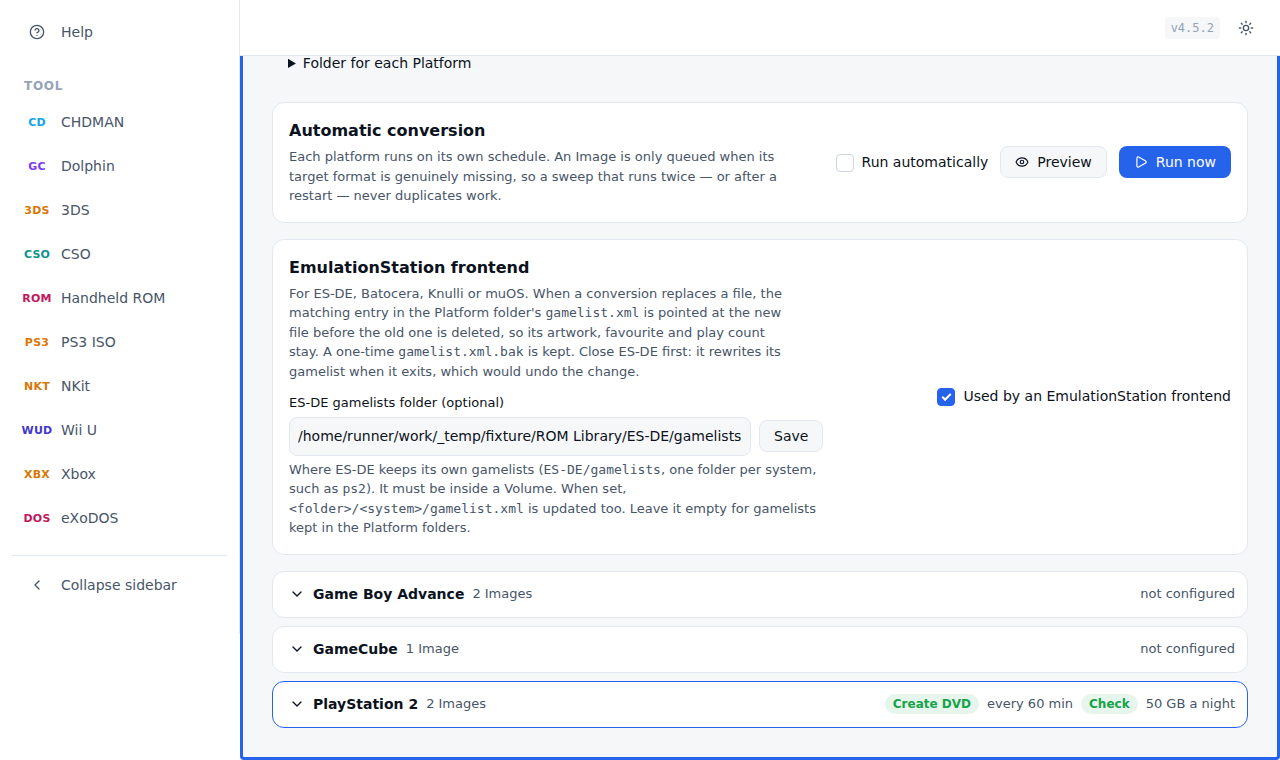 Help
v4.5.2
TOOL
CD CHDMAN
GC Dolphin
3DS 3DS
CSO CSO
ROM Handheld ROM
PS3 PS3 ISO
NKT NKit
WUD Wii U
XBX Xbox
DOS eXoDOS
Collapse sidebar
Folder for each Platform
Automatic conversion
Each platform runs on its own schedule. An Image is only queued when its
target format is genuinely missing, so a sweep that runs twice — or after a
restart — never duplicates work.
Run automatically
Preview
Run now
EmulationStation frontend
For ES-DE, Batocera, Knulli or muOS. When a conversion replaces a file, the
matching entry in the Platform folder's gamelist.xml is pointed at the new
file before the old one is deleted, so its artwork, favourite and play count
stay. A one-time gamelist.xml.bak is kept. Close ES-DE first: it rewrites its
gamelist when it exits, which would undo the change.
ES-DE gamelists folder (optional)
/home/runner/work/_temp/fixture/ROM Library/ES-DE/gamelists
Save
Where ES-DE keeps its own gamelists (ES-DE/gamelists, one folder per system,
such as ps2). It must be inside a Volume. When set,
<folder>/<system>/gamelist.xml is updated too. Leave it empty for gamelists
kept in the Platform folders.
Used by an EmulationStation frontend
Game Boy Advance 2 Images not configured
GameCube 1 Image not configured
PlayStation 2 2 Images Create DVD every 60 min Check 50 GB a night